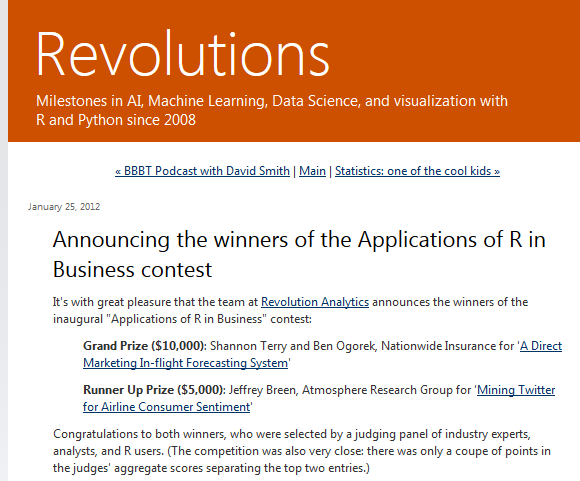 Revolutions
Milestones in AI, Machine Learning, Data Science, and visualization with
R and Python since 2008
« BBBT Podcast with David Smith | Main | Statistics: one of the cool kids »
January 25, 2012
Announcing the winners of the Applications of R in
Business contest
It's with great pleasure that the team at Revolution Analytics announces the winners of the
inaugural "Applications of R in Business" contest:
Grand Prize ($10,000): Shannon Terry and Ben Ogorek, Nationwide Insurance for 'A Direct
Marketing In-flight Forecasting System'
Runner Up Prize ($5,000): Jeffrey Breen, Atmosphere Research Group for 'Mining Twitter
for Airline Consumer Sentiment'
Congratulations to both winners, who were selected by a judging panel of industry experts,
analysts, and R users. (The competition was also very close: there was only a coupe of points in
the judges' aggregate scores separating the top two entries.)